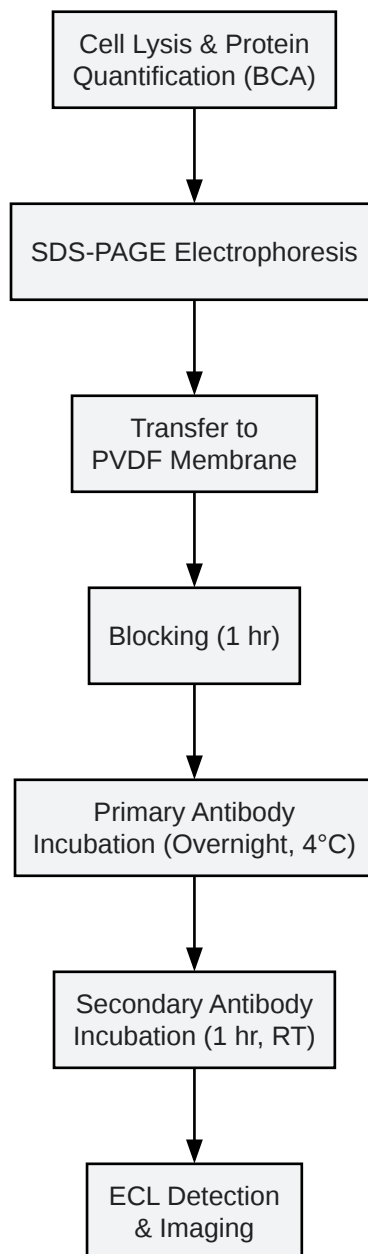 Cell Lysis & Protein
Quantification (BCA)
SDS-PAGE Electrophoresis
Transfer to
PVDF Membrane
Blocking (1 hr)
Primary Antibody
Incubation (Overnight, 4°C)
Secondary Antibody
Incubation (1 hr, RT)
ECL Detection
& Imaging